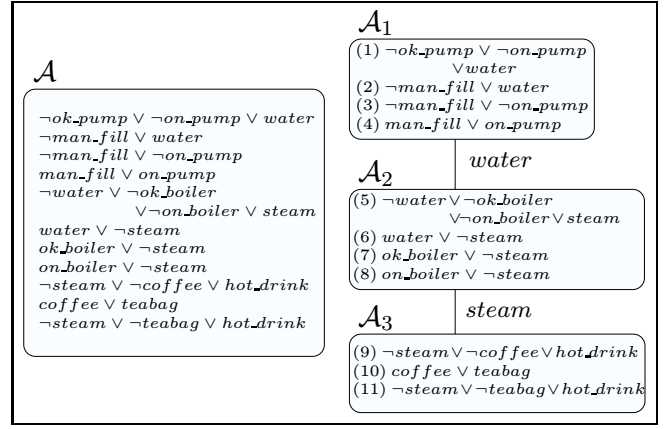 𝒜
¬ok_pump ∨ ¬on_pump ∨ water
¬man_fill ∨ water
¬man_fill ∨ ¬on_pump
man_fill ∨ on_pump
¬water ∨ ¬ok_boiler
∨¬on_boiler ∨ steam
water ∨ ¬steam
ok_boiler ∨ ¬steam
on_boiler ∨ ¬steam
¬steam ∨ ¬coffee ∨ hot_drink
coffee ∨ teabag
¬steam ∨ ¬teabag ∨ hot_drink
𝒜₁
(1) ¬ok_pump ∨ ¬on_pump
∨water
(2) ¬man_fill ∨ water
(3) ¬man_fill ∨ ¬on_pump
(4) man_fill ∨ on_pump
water
𝒜₂
(5) ¬water∨¬ok_boiler
∨¬on_boiler∨steam
(6) water ∨ ¬steam
(7) ok_boiler ∨ ¬steam
(8) on_boiler ∨ ¬steam
steam
𝒜₃
(9) ¬steam∨¬coffee∨hot_drink
(10) coffee ∨ teabag
(11) ¬steam∨¬teabag∨hot_drink